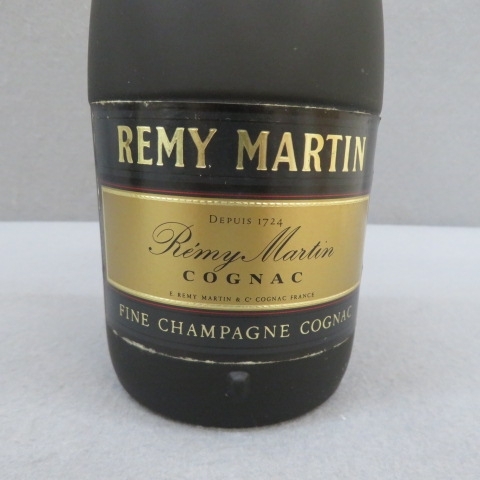 REMY MARTIN
DEPUIS 1724
Rémy Martin
COGNAC
E. REMY MARTIN & Cº COGNAC FRANCE
FINE CHAMPAGNE COGNAC